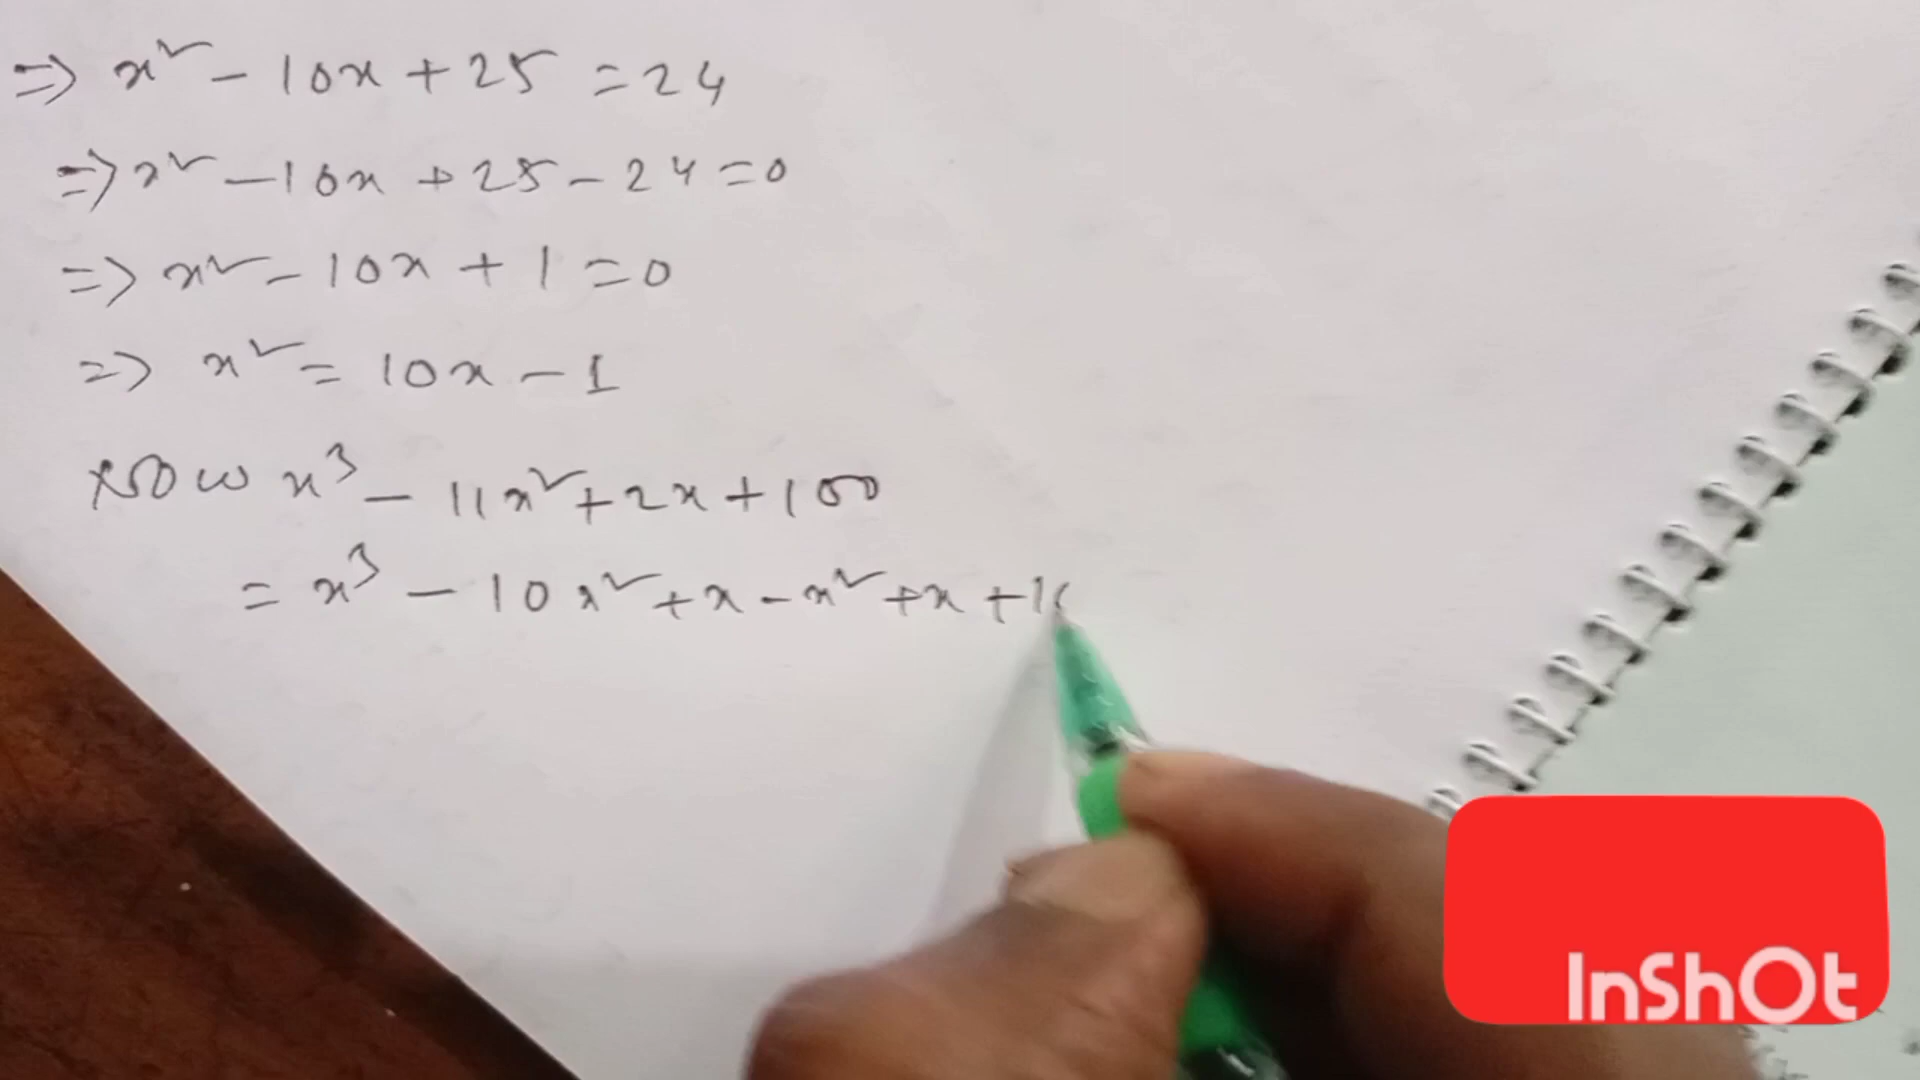 ⇒ x² - 10x + 25 = 24
⇒ x² - 10x + 25 - 24 = 0
⇒ x² - 10x + 1 = 0
⇒ x² = 10x - 1
Now x³ - 11x² + 2x + 100
= x³ - 10x² + x - x² + x + 1
InShOt